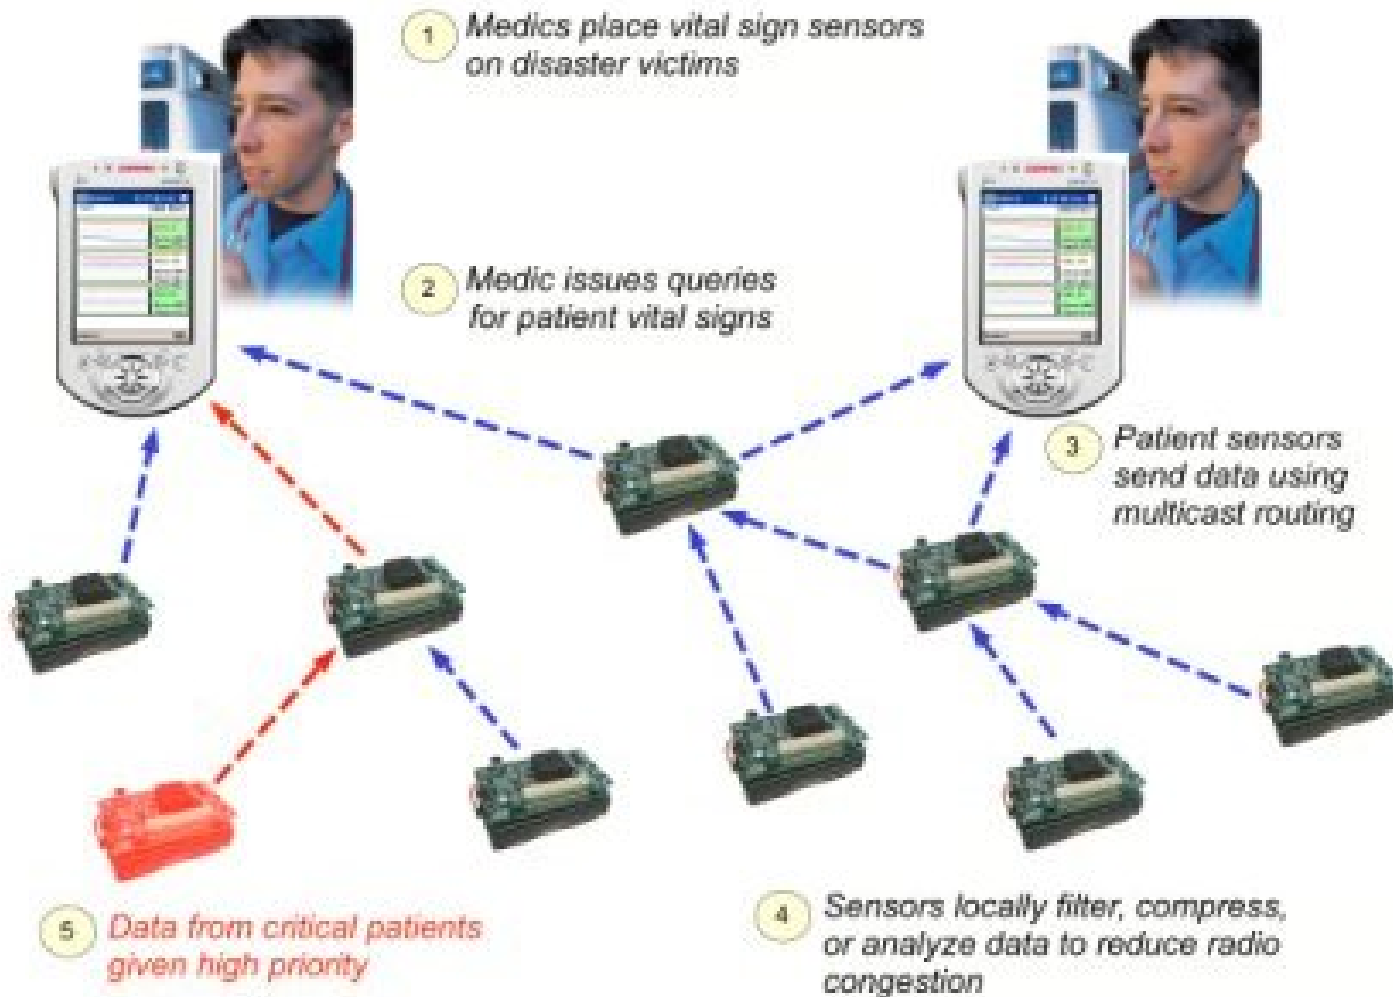 1 Medics place vital sign sensors
on disaster victims
2 Medic issues queries
for patient vital signs
3 Patient sensors
send data using
multicast routing
4 Sensors locally filter, compress,
or analyze data to reduce radio
congestion
5 Data from critical patients
given high priority